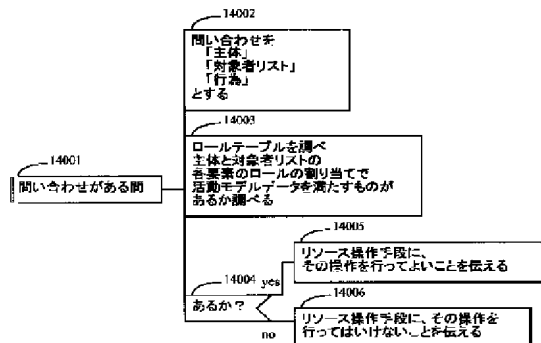 14002
問い合わせを
「主体」
「対象者リスト」
「行為」
とする
14003
ロールテーブルを調べ
主体と対象者リストの
各要素のロールの割り当てで
活動モデルデータを満たすものが
あるか調べる
14001
問い合わせがある間
14005
リソース操作手段に、
その操作を行ってよいことを伝える
14004
yes
あるか?
14006
リソース操作手段に、その操作を
行ってはいけないことを伝える
no